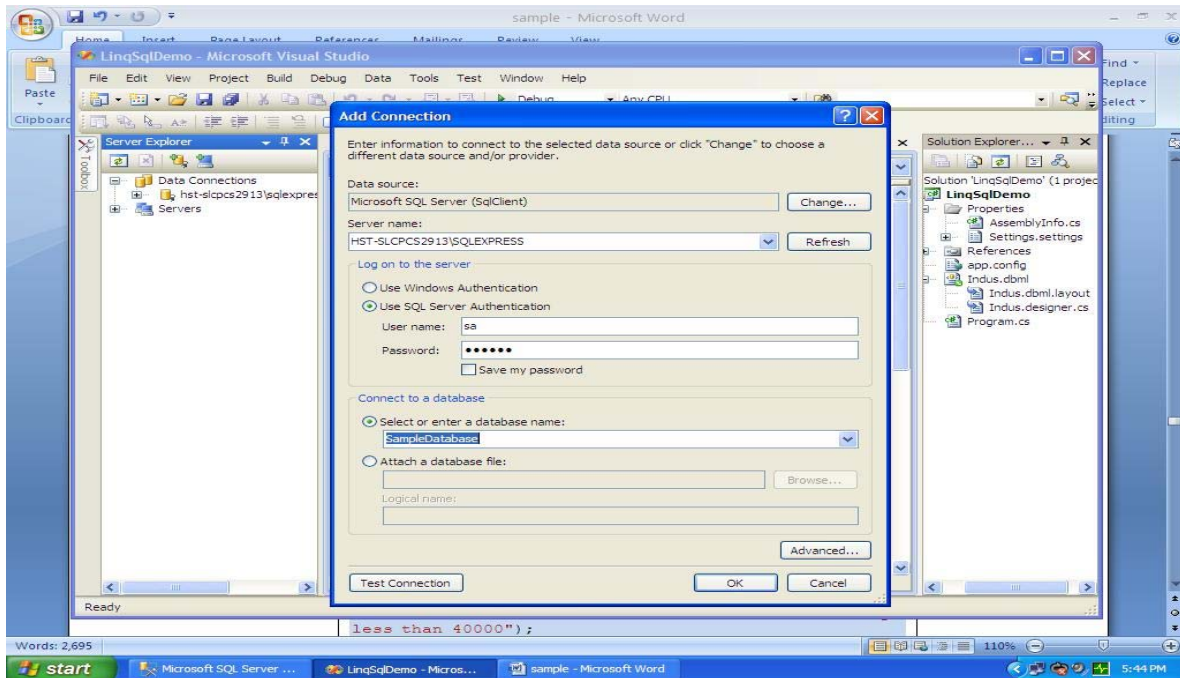 sample - Microsoft Word
Home Insert Page Layout References Mailings Review View
Paste
Clipboard
Find
Replace
Select
diting
LinqSqlDemo - Microsoft Visual Studio
File Edit View Project Build Debug Data Tools Test Window Help
Debug Any CPU
Toolbox
Server Explorer
Data Connections
hst-slcpcs2913\sqlexpres
Servers
Add Connection
Enter information to connect to the selected data source or click "Change" to choose a
different data source and/or provider.
Data source:
Microsoft SQL Server (SqlClient) Change...
Server name:
HST-SLCPCS2913\SQLEXPRESS Refresh
Log on to the server
Use Windows Authentication
Use SQL Server Authentication
User name: sa
Password: ●●●●●●
Save my password
Connect to a database
Select or enter a database name:
SampleDatabase
Attach a database file:
Browse...
Logical name:
Advanced...
Test Connection OK Cancel
Solution Explorer...
Solution 'LinqSqlDemo' (1 projec
LinqSqlDemo
Properties
AssemblyInfo.cs
Settings.settings
References
app.config
Indus.dbml
Indus.dbml.layout
Indus.designer.cs
Program.cs
Ready
less than 40000");
Words: 2,695 110%
start Microsoft SQL Server ... LinqSqlDemo - Micros... sample - Microsoft Word 5:44 PM